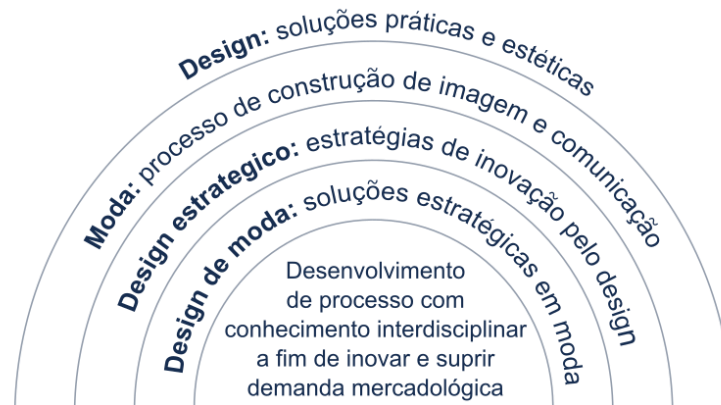 Design: soluções práticas e estéticas
Moda: processo de construção de imagem e comunicação
Design estrategico: estratégias de inovação pelo design
Design de moda: soluções estratégicas em moda
Desenvolvimento
de processo com
conhecimento interdisciplinar
a fim de inovar e suprir
demanda mercadológica